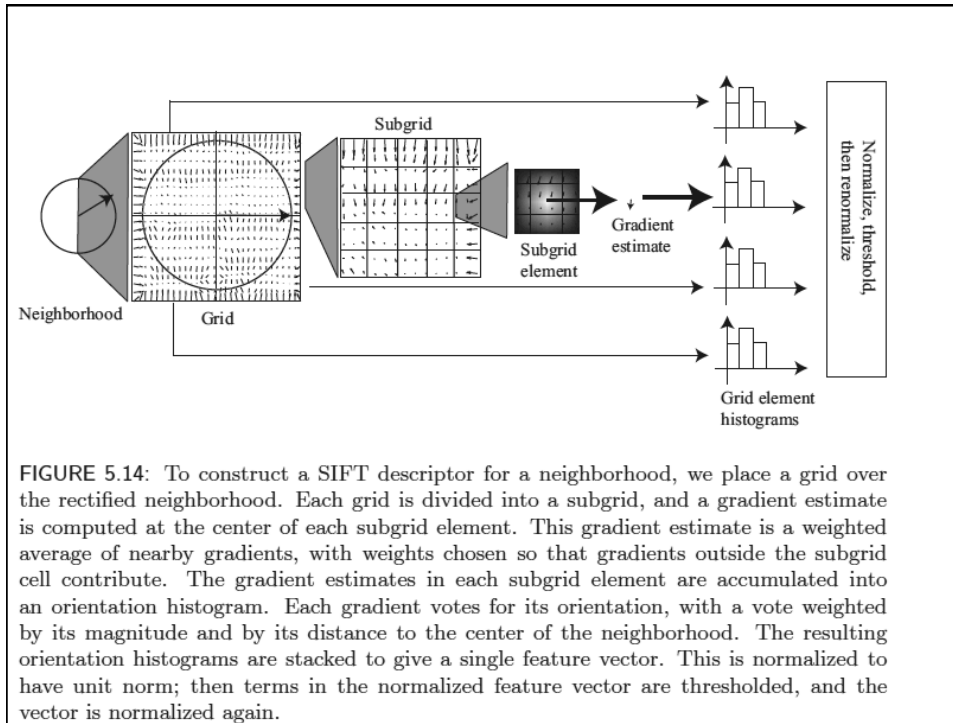 Subgrid
Normalize, threshold,
then renormalize
Gradient
estimate
Subgrid
element
Neighborhood
Grid
Grid element
histograms
FIGURE 5.14: To construct a SIFT descriptor for a neighborhood, we place a grid over
the rectified neighborhood. Each grid is divided into a subgrid, and a gradient estimate
is computed at the center of each subgrid element. This gradient estimate is a weighted
average of nearby gradients, with weights chosen so that gradients outside the subgrid
cell contribute. The gradient estimates in each subgrid element are accumulated into
an orientation histogram. Each gradient votes for its orientation, with a vote weighted
by its magnitude and by its distance to the center of the neighborhood. The resulting
orientation histograms are stacked to give a single feature vector. This is normalized to
have unit norm; then terms in the normalized feature vector are thresholded, and the
vector is normalized again.